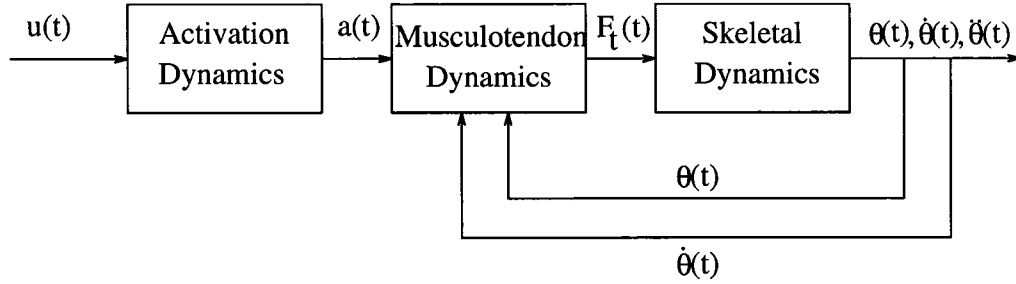 u(t)
Activation
Dynamics
a(t)
Musculotendon
Dynamics
F_t(t)
Skeletal
Dynamics
θ(t), θ̇(t), θ̈(t)
θ(t)
θ̇(t)